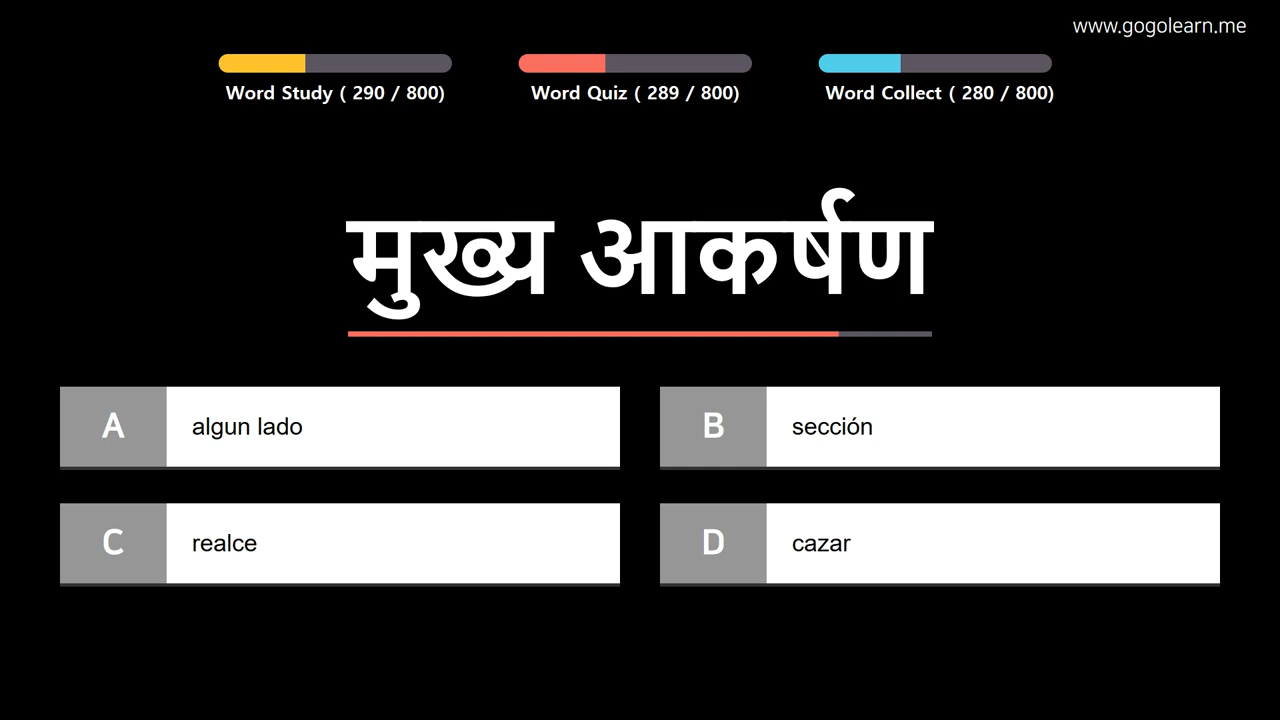 www.gogolearn.me
Word Study ( 290 / 800)
Word Quiz ( 289 / 800)
Word Collect ( 280 / 800)
मुख्य आकर्षण
A
algun lado
B
sección
C
realce
D
cazar